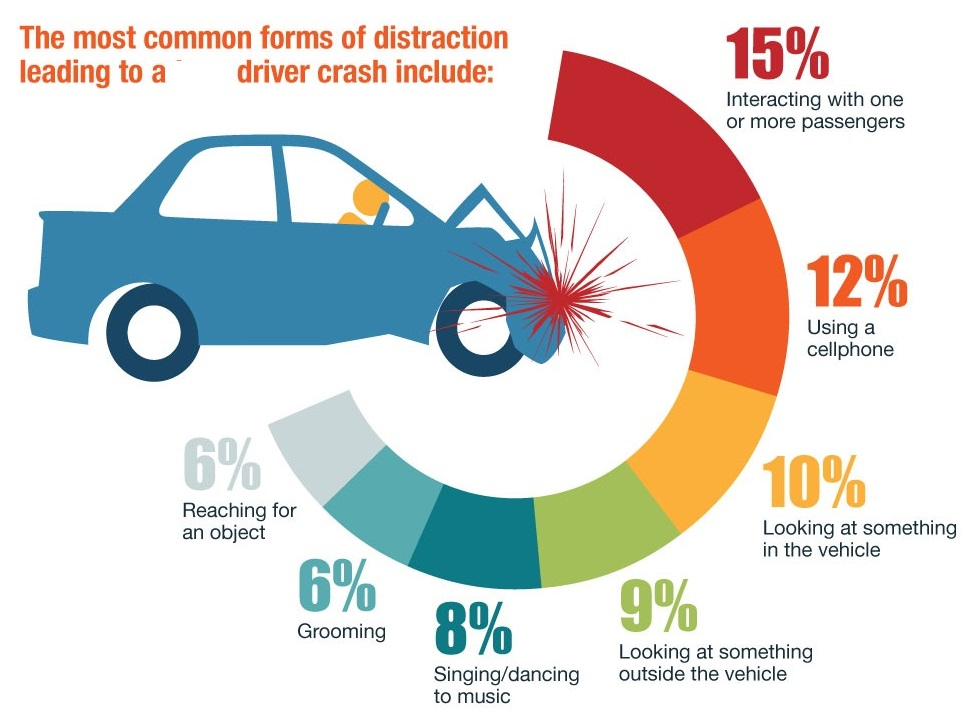 The most common forms of distraction
leading to a driver crash include:
15%
Interacting with one
or more passengers
12%
Using a
cellphone
10%
Looking at something
in the vehicle
9%
Looking at something
outside the vehicle
8%
Singing/dancing
to music
6%
Grooming
6%
Reaching for
an object